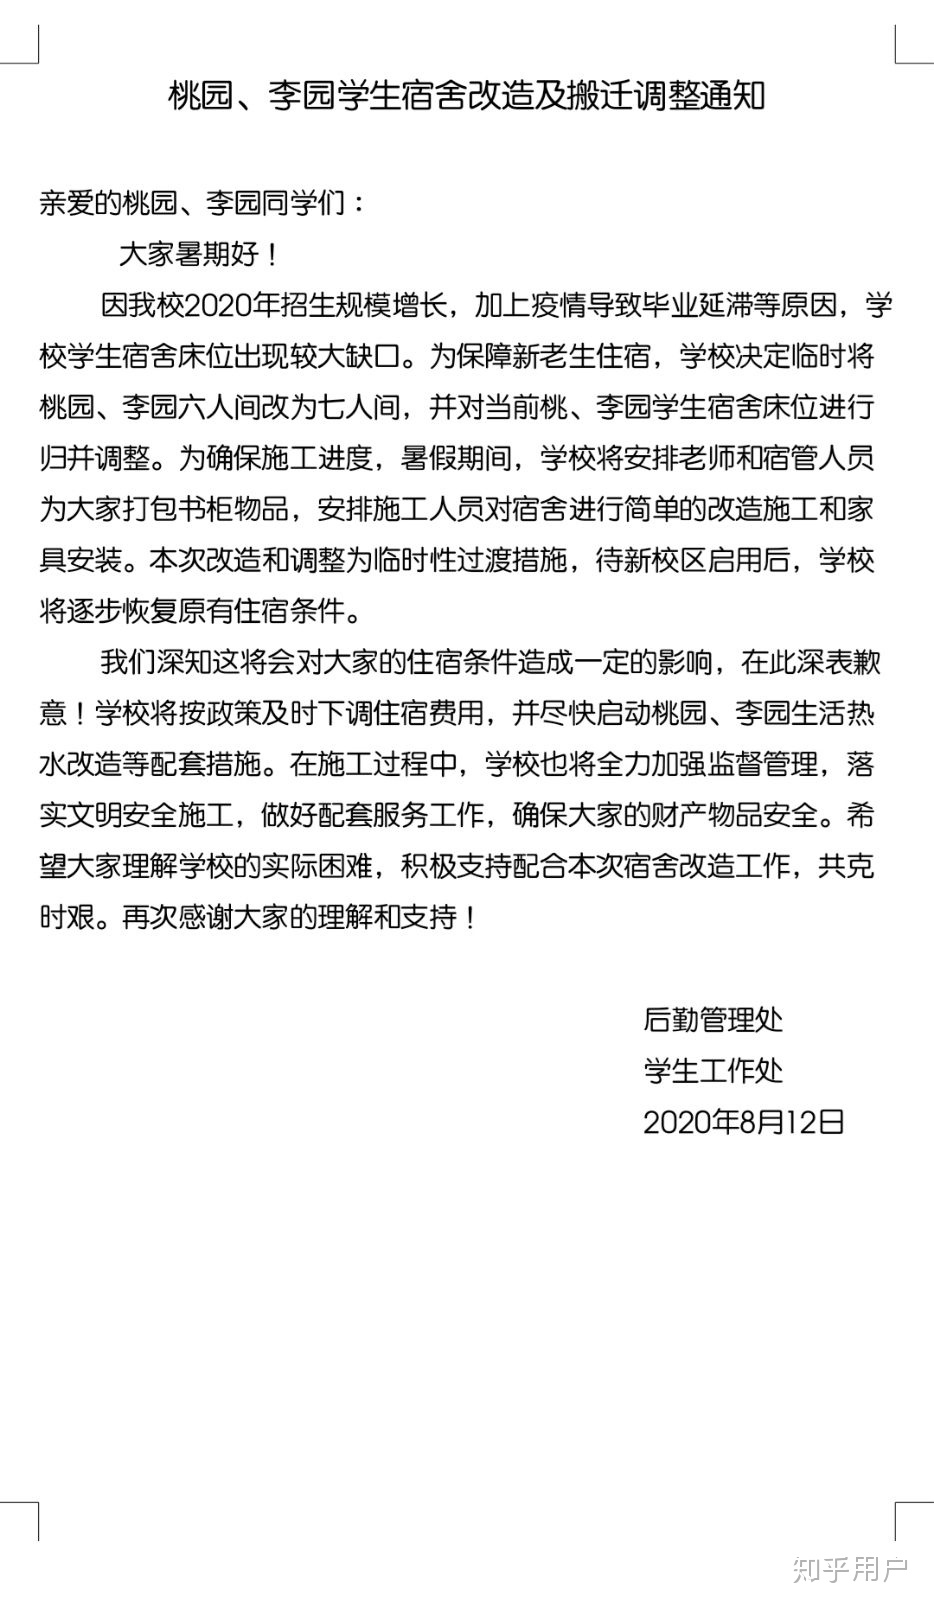 桃园、李园学生宿舍改造及搬迁调整通知
亲爱的桃园、李园同学们：
大家暑期好！
因我校2020年招生规模增长，加上疫情导致毕业延滞等原因，学
校学生宿舍床位出现较大缺口。为保障新老生住宿，学校决定临时将
桃园、李园六人间改为七人间，并对当前桃、李园学生宿舍床位进行
归并调整。为确保施工进度，暑假期间，学校将安排老师和宿管人员
为大家打包书柜物品，安排施工人员对宿舍进行简单的改造施工和家
具安装。本次改造和调整为临时性过渡措施，待新校区启用后，学校
将逐步恢复原有住宿条件。
我们深知这将会对大家的住宿条件造成一定的影响，在此深表歉
意！学校将按政策及时下调住宿费用，并尽快启动桃园、李园生活热
水改造等配套措施。在施工过程中，学校也将全力加强监督管理，落
实文明安全施工，做好配套服务工作，确保大家的财产物品安全。希
望大家理解学校的实际困难，积极支持配合本次宿舍改造工作，共克
时艰。再次感谢大家的理解和支持！
后勤管理处
学生工作处
2020年8月12日
知乎用户